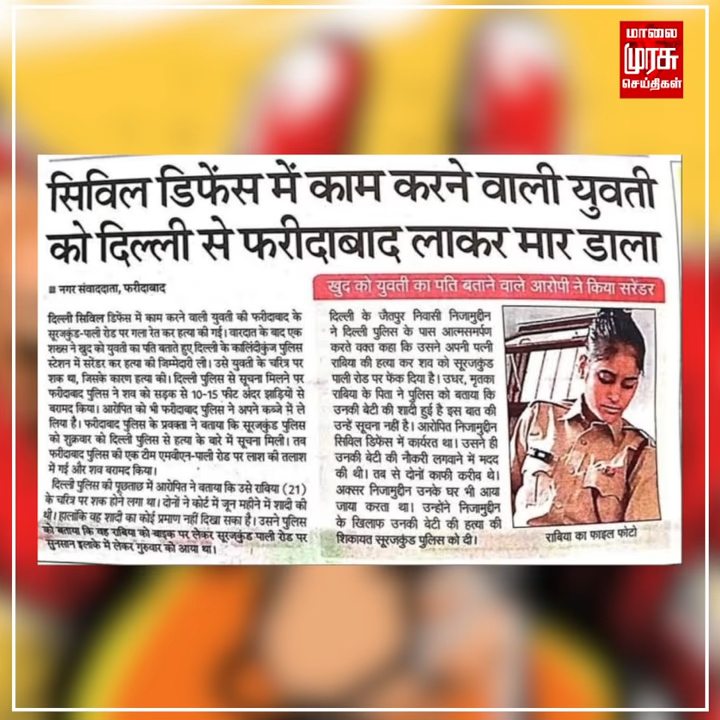 மாலை
முரசு
செய்திகள்
सिविल डिफेंस में काम करने वाली युवती
को दिल्ली से फरीदाबाद लाकर मार डाला
■ नगर संवाददाता, फरीदाबाद
खुद को युवती का पति बताने वाले आरोपी ने किया सरेंडर
दिल्ली सिविल डिफेंस में काम करने वाली युवती की फरीदाबाद के
सूरजकुंड-पाली रोड पर गला रेत कर हत्या की गई। वारदात के बाद एक
शख्स ने खुद को युवती का पति बताते हुए दिल्ली के कालिंदीकुंज पुलिस
स्टेशन में सरेंडर कर हत्या की जिम्मेदारी ली। उसे युवती के चरित्र पर
शक था, जिसके कारण हत्या की। दिल्ली पुलिस से सूचना मिलने पर
फरीदाबाद पुलिस ने शव को सड़क से 10-15 फीट अंदर झाड़ियों से
बरामद किया। आरोपित को भी फरीदाबाद पुलिस ने अपने कब्जे में ले
लिया है। फरीदाबाद पुलिस के प्रवक्ता ने बताया कि सूरजकुंड पुलिस
को शुक्रवार को दिल्ली पुलिस से हत्या के बारे में सूचना मिली। तब
फरीदाबाद पुलिस की एक टीम एमवीएन-पाली रोड पर लाश की तलाश
में गई और शव बरामद किया।
दिल्ली पुलिस की पूछताछ में आरोपित ने बताया कि उसे राबिया (21)
के चरित्र पर शक होने लगा था। दोनों ने कोर्ट में जून महीने में शादी की
थी। हालांकि वह शादी का कोई प्रमाण नहीं दिखा सका है। उसने पुलिस
को बताया कि वह राबिया को बाइक पर लेकर सूरजकुंड पाली रोड पर
सुनसान इलाके में लेकर गुरुवार को आया था।
दिल्ली के जैतपुर निवासी निजामुद्दीन
ने दिल्ली पुलिस के पास आत्मसमर्पण
करते वक्त कहा कि उसने अपनी पत्नी
राबिया की हत्या कर शव को सूरजकुंड
पाली रोड पर फेंक दिया है। उधर, मृतका
राबिया के पिता ने पुलिस को बताया कि
उनकी बेटी की शादी हुई है इस बात की
उन्हें सूचना नहीं है। आरोपित निजामुद्दीन
सिविल डिफेंस में कार्यरत था। उसने ही
उनकी बेटी की नौकरी लगवाने में मदद
की थी। तब से दोनों काफी करीब थे।
अक्सर निजामुद्दीन उनके घर भी आया
जाया करता था। उन्होंने निजामुद्दीन
के खिलाफ उनकी बेटी की हत्या की
शिकायत सूरजकुंड पुलिस को दी।
राबिया का फाइल फोटो